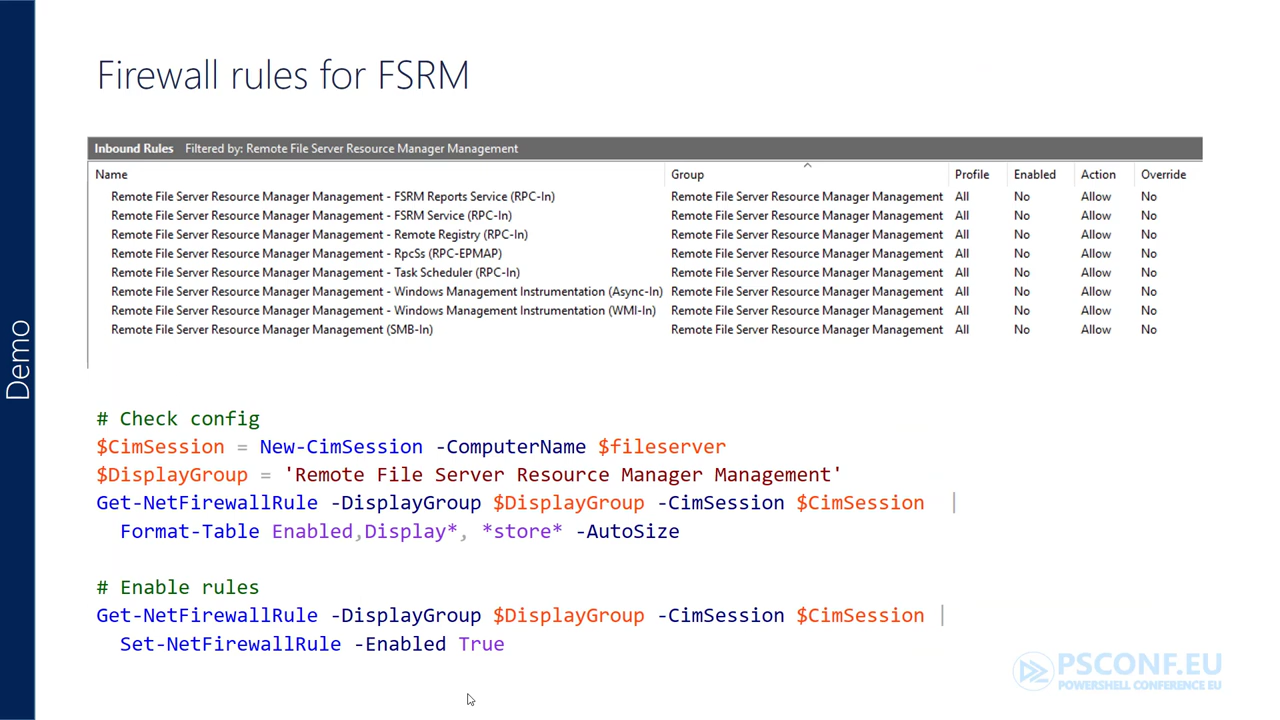 Firewall rules for FSRM
Demo
Inbound Rules Filtered by: Remote File Server Resource Manager Management
Name Group Profile Enabled Action Override
Remote File Server Resource Manager Management - FSRM Reports Service (RPC-In) Remote File Server Resource Manager Management All No Allow No
Remote File Server Resource Manager Management - FSRM Service (RPC-In) Remote File Server Resource Manager Management All No Allow No
Remote File Server Resource Manager Management - Remote Registry (RPC-In) Remote File Server Resource Manager Management All No Allow No
Remote File Server Resource Manager Management - RpcSs (RPC-EPMAP) Remote File Server Resource Manager Management All No Allow No
Remote File Server Resource Manager Management - Task Scheduler (RPC-In) Remote File Server Resource Manager Management All No Allow No
Remote File Server Resource Manager Management - Windows Management Instrumentation (Async-In) Remote File Server Resource Manager Management All No Allow No
Remote File Server Resource Manager Management - Windows Management Instrumentation (WMI-In) Remote File Server Resource Manager Management All No Allow No
Remote File Server Resource Manager Management (SMB-In) Remote File Server Resource Manager Management All No Allow No
# Check config
$CimSession = New-CimSession -ComputerName $fileserver
$DisplayGroup = 'Remote File Server Resource Manager Management'
Get-NetFirewallRule -DisplayGroup $DisplayGroup -CimSession $CimSession |
Format-Table Enabled,Display*, *store* -AutoSize
# Enable rules
Get-NetFirewallRule -DisplayGroup $DisplayGroup -CimSession $CimSession |
Set-NetFirewallRule -Enabled True
PSCONF.EU
POWERSHELL CONFERENCE EU